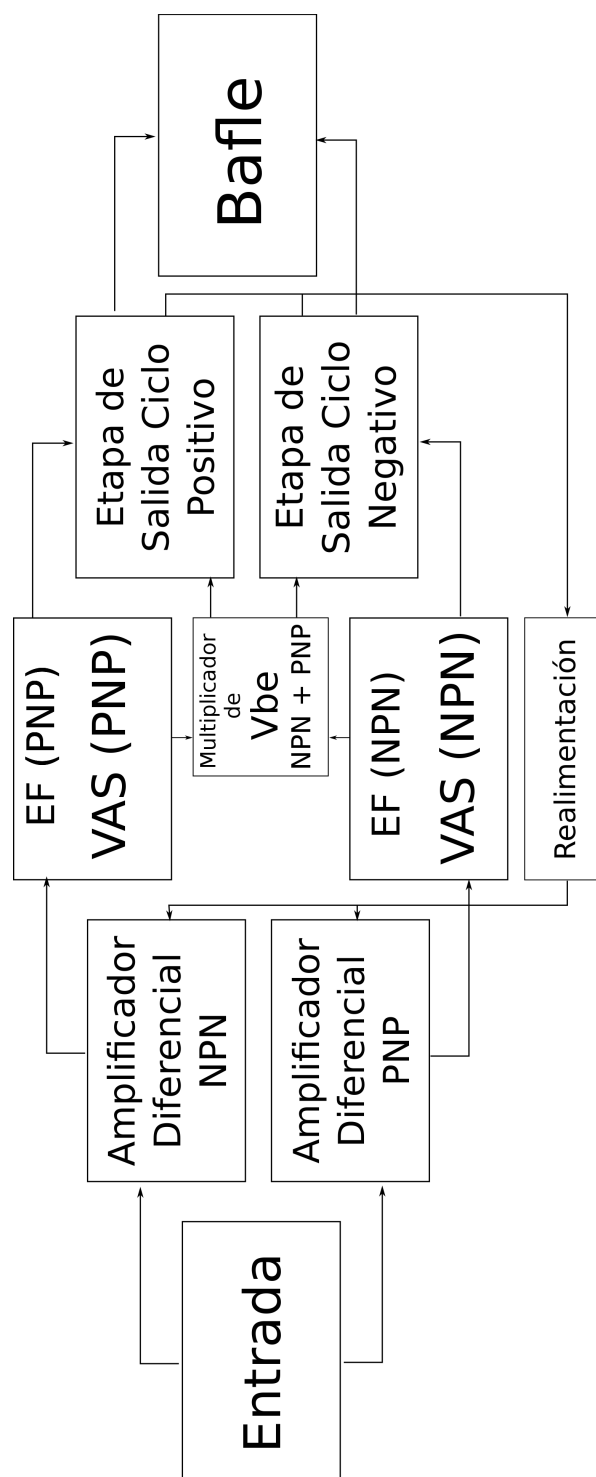 Entrada
Amplificador
Diferencial
NPN
Amplificador
Diferencial
PNP
EF (PNP)
VAS (PNP)
Multiplicador
de
Vbe
NPN + PNP
EF (NPN)
VAS (NPN)
Realimentación
Etapa de
Salida Ciclo
Positivo
Etapa de
Salida Ciclo
Negativo
Bafle